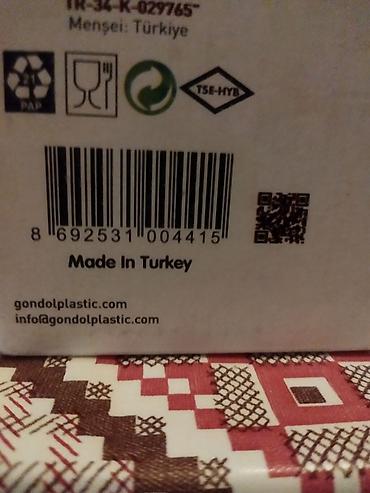 TR-34-K-029765"
Menşei: Türkiye
21
PAP
TSE-HYB
8 692531 004415
Made In Turkey
gondolplastic.com
info@gondolplastic.com